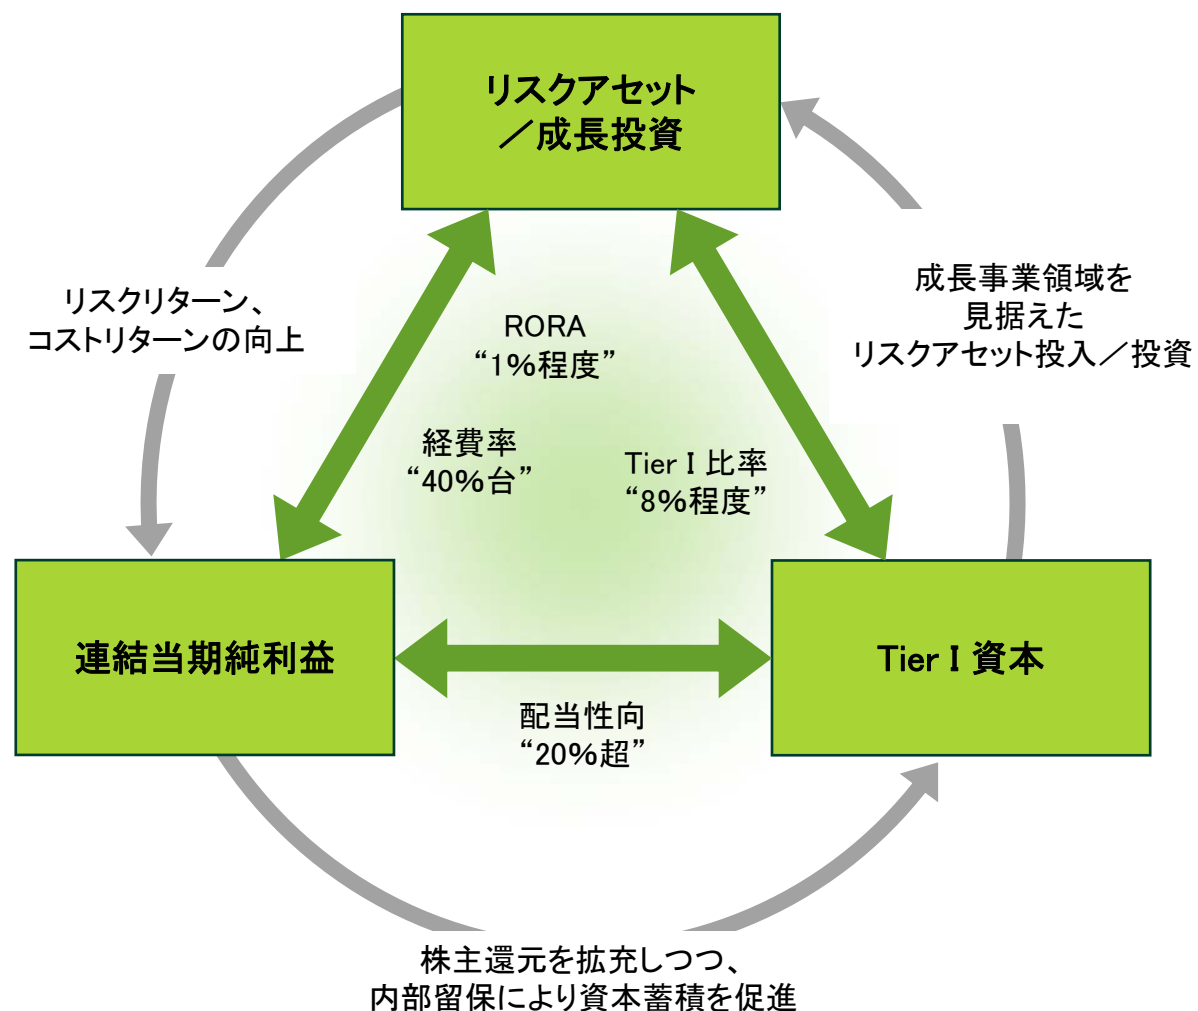 リスクアセット
／成長投資
リスクリターン、
コストリターンの向上
成長事業領域を
見据えた
リスクアセット投入／投資
RORA
“1％程度”
経費率
“40％台”
Tier I 比率
“8％程度”
連結当期純利益
Tier I 資本
配当性向
“20％超”
株主還元を拡充しつつ、
内部留保により資本蓄積を促進